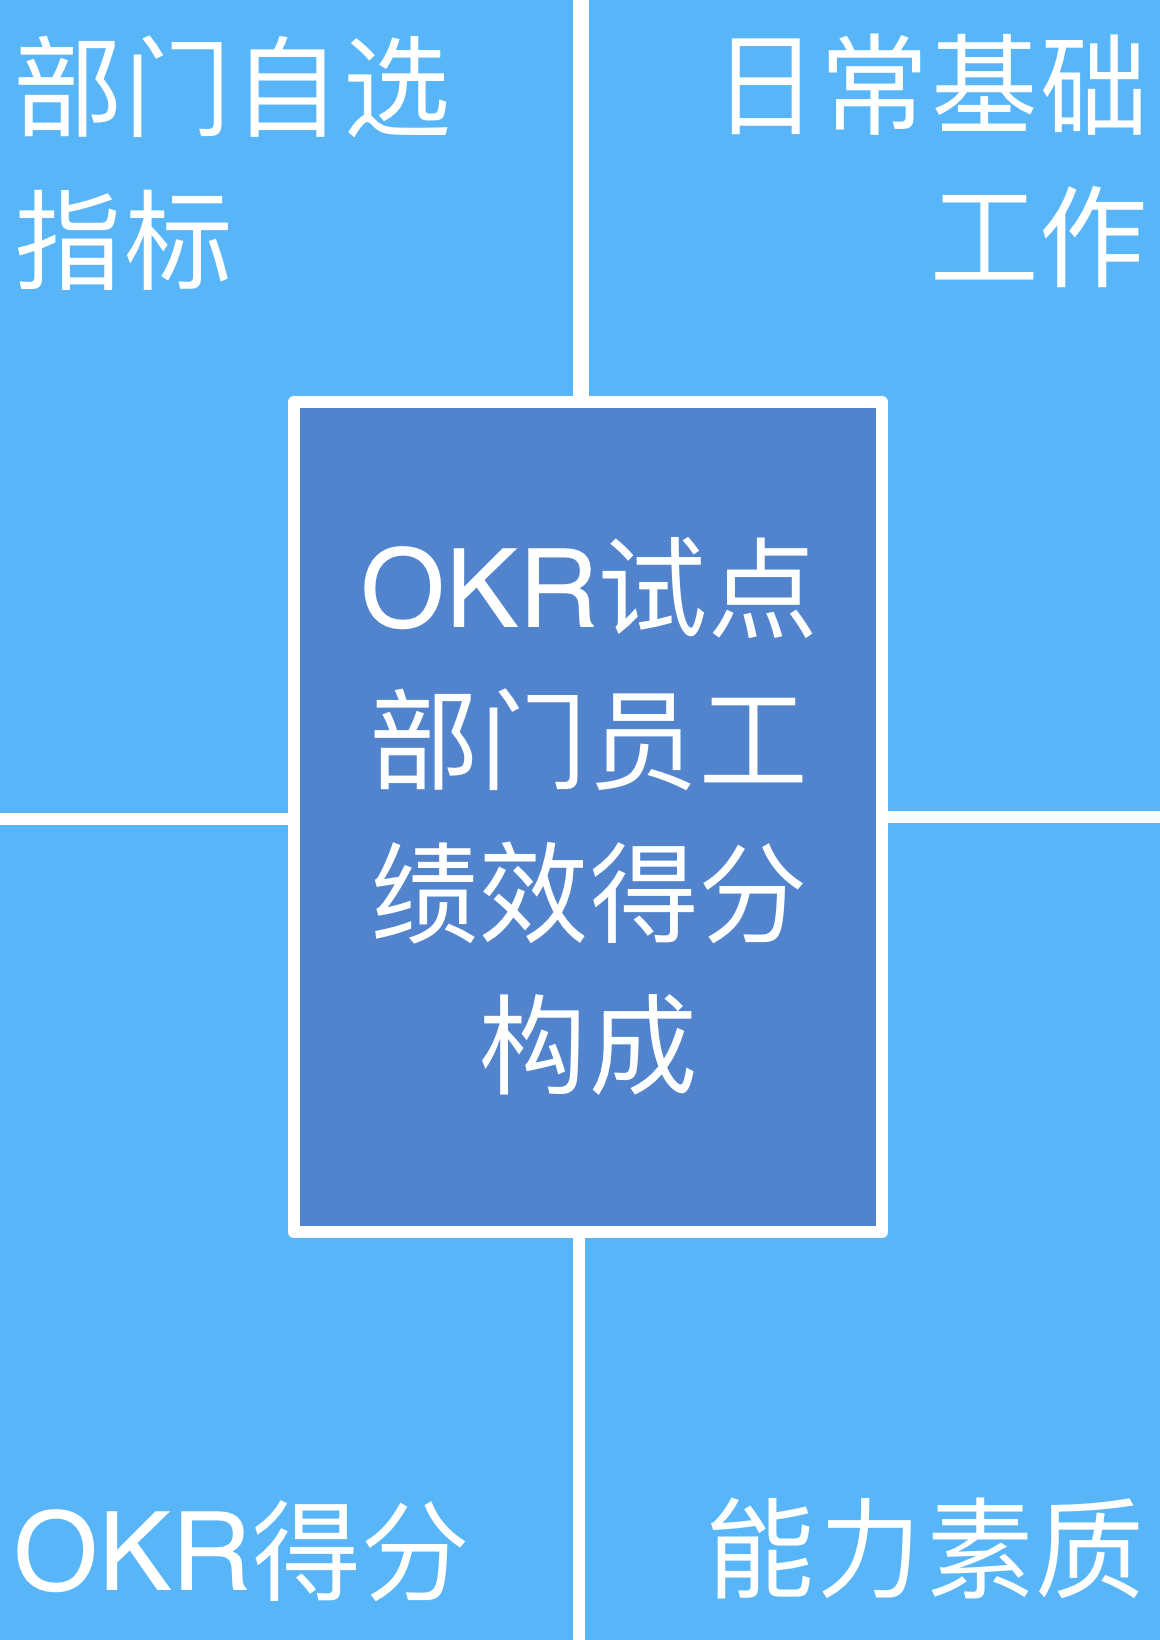 部门自选
指标
日常基础
工作
OKR试点
部门员工
绩效得分
构成
OKR得分
能力素质